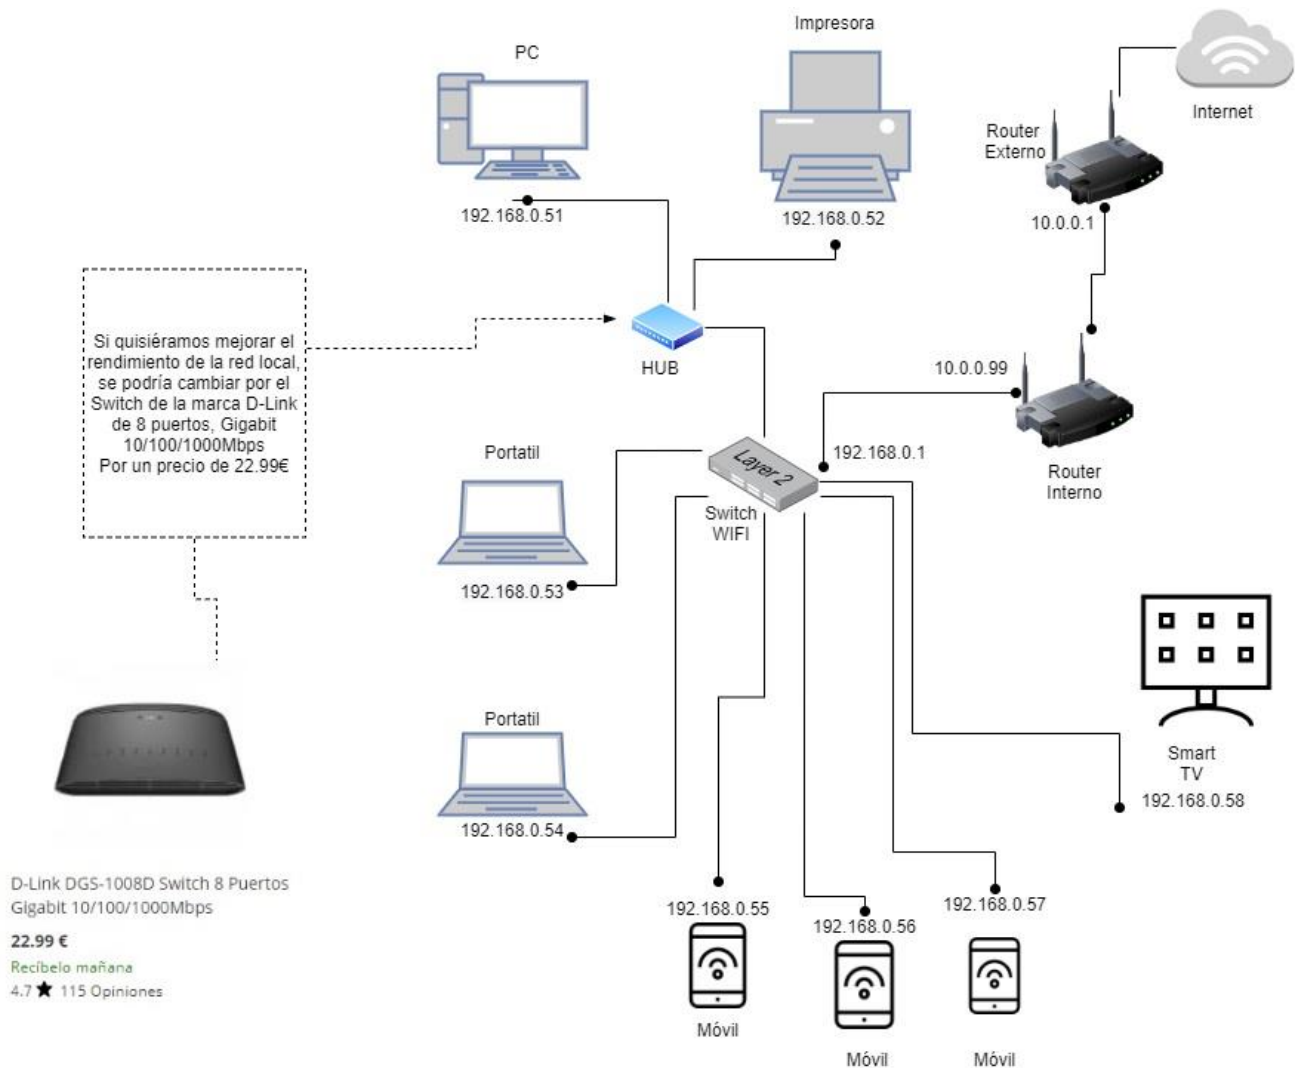 Impresora
PC
Internet
Router
Externo
192.168.0.51
192.168.0.52
10.0.0.1
Si quisiéramos mejorar el
rendimiento de la red local,
se podría cambiar por el
Switch de la marca D-Link
de 8 puertos, Gigabit
10/100/1000Mbps
Por un precio de 22.99€
HUB
10.0.0.99
Portatil
Layer 2
192.168.0.1
Router
Interno
Switch
WIFI
192.168.0.53
Portatil
Smart
TV
192.168.0.58
192.168.0.54
D-Link DGS-1008D Switch 8 Puertos
Gigabit 10/100/1000Mbps
22.99 €
Recíbelo mañana
4.7 ★ 115 Opiniones
192.168.0.55
192.168.0.56
192.168.0.57
Móvil
Móvil
Móvil